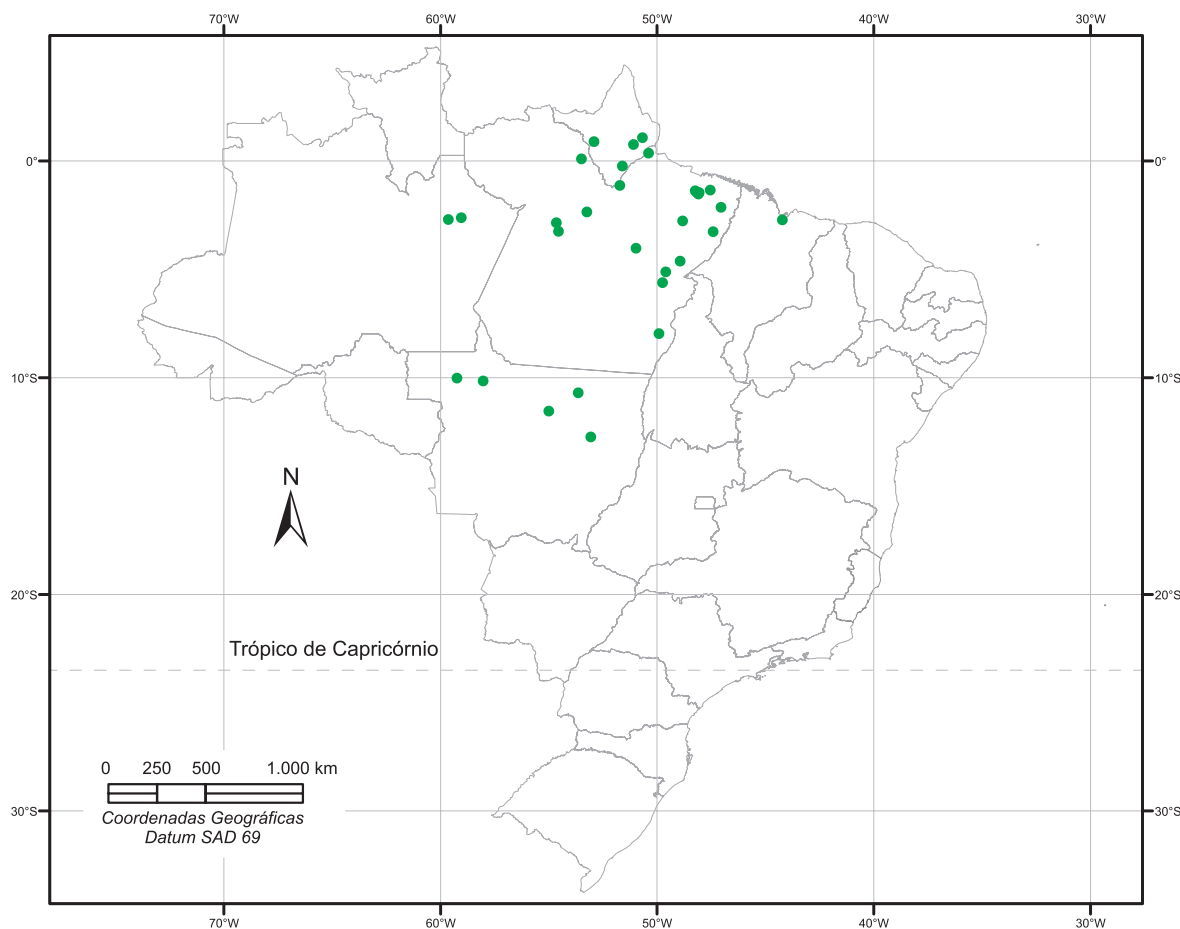 70°W 60°W 50°W 40°W 30°W
0° 0°
10°S 10°S
N
20°S 20°S
Trópico de Capricórnio
0 250 500 1.000 km
30°S 30°S
Coordenadas Geográficas
Datum SAD 69
70°W 60°W 50°W 40°W 30°W